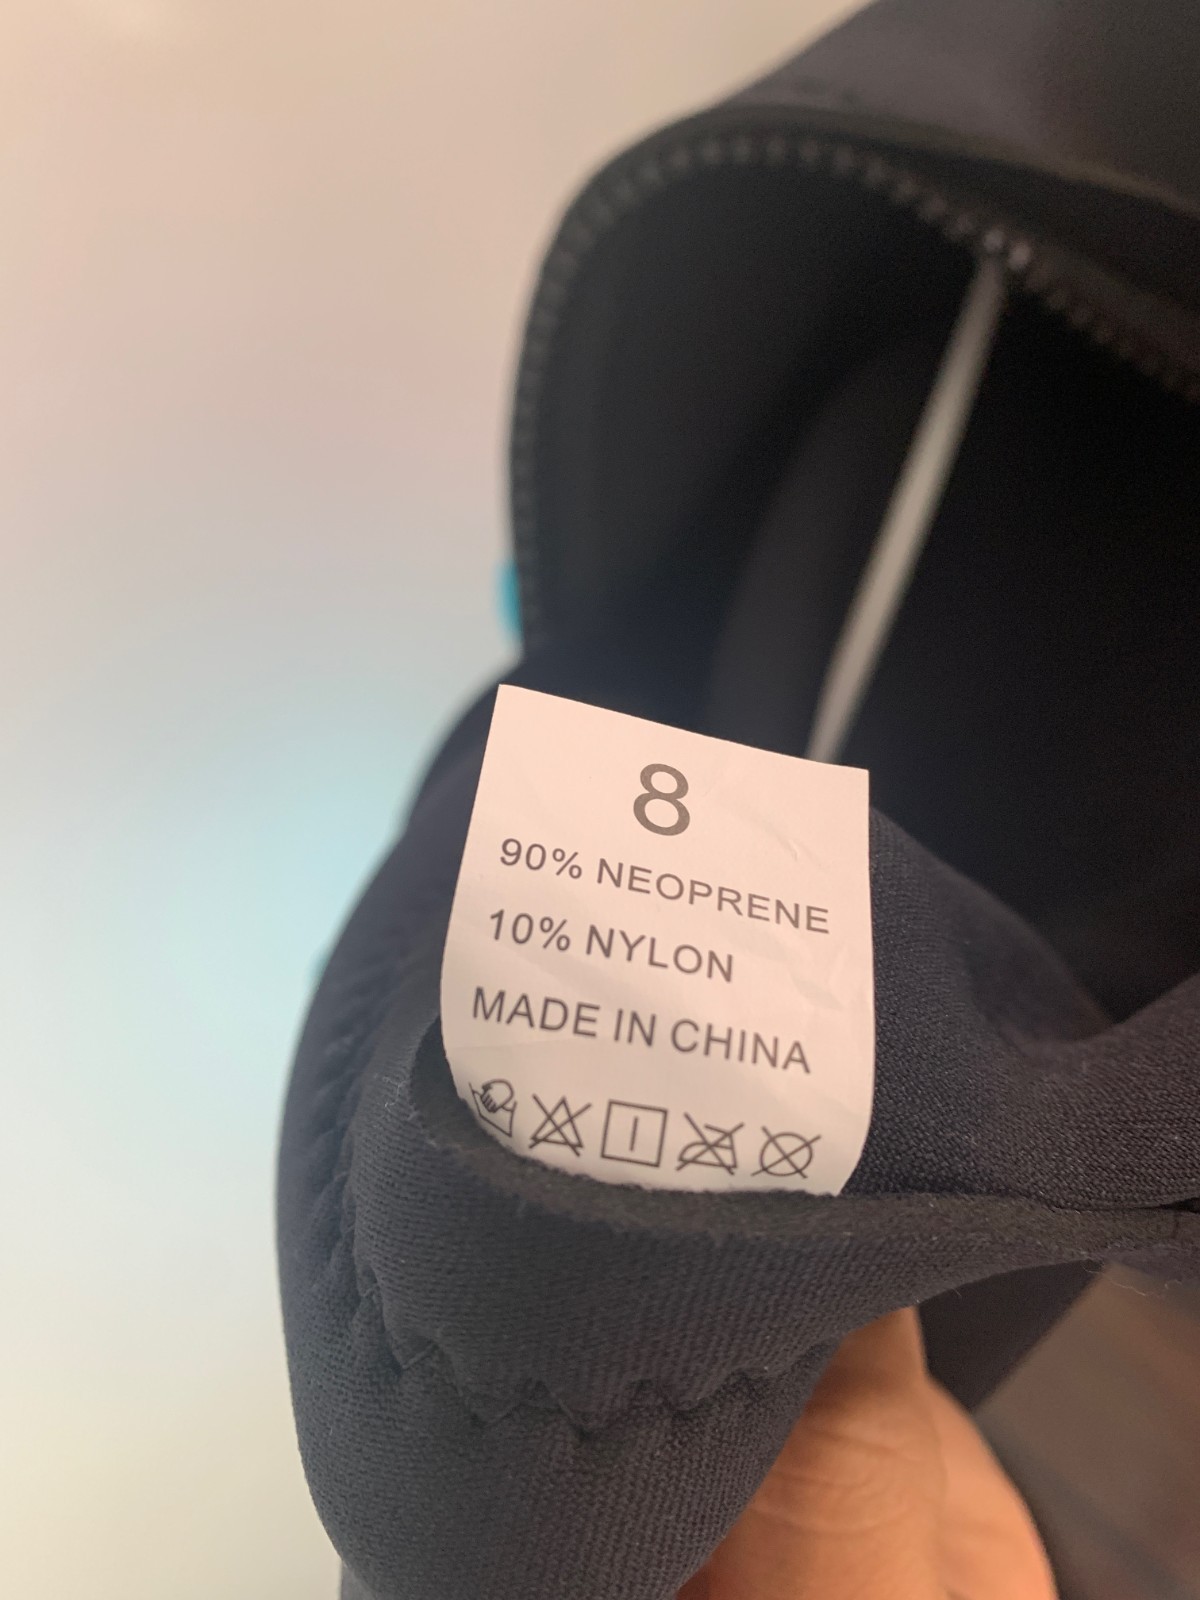 8
90% NEOPRENE
10% NYLON
MADE IN CHINA